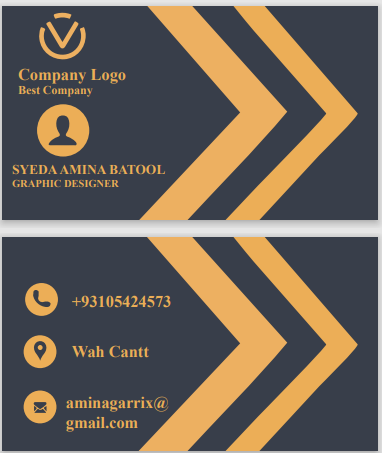 Company Logo
Best Company
SYEDA AMINA BATOOL
GRAPHIC DESIGNER
+93105424573
Wah Cantt
aminagarrix@
gmail.com